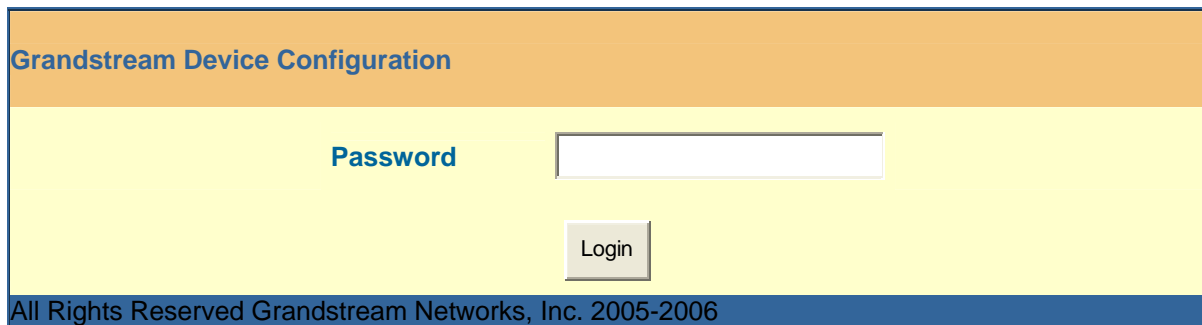 Grandstream Device Configuration
Password
Login
All Rights Reserved Grandstream Networks, Inc. 2005-2006